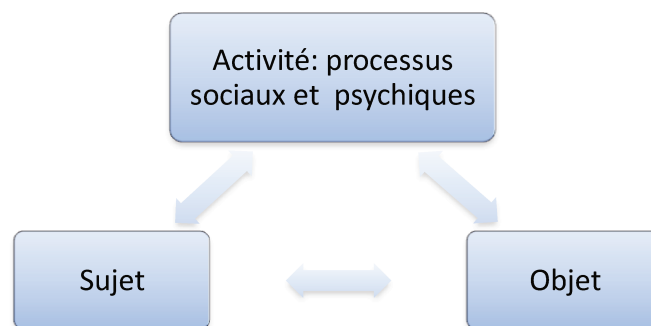 Activité: processus
sociaux et psychiques
Sujet
Objet